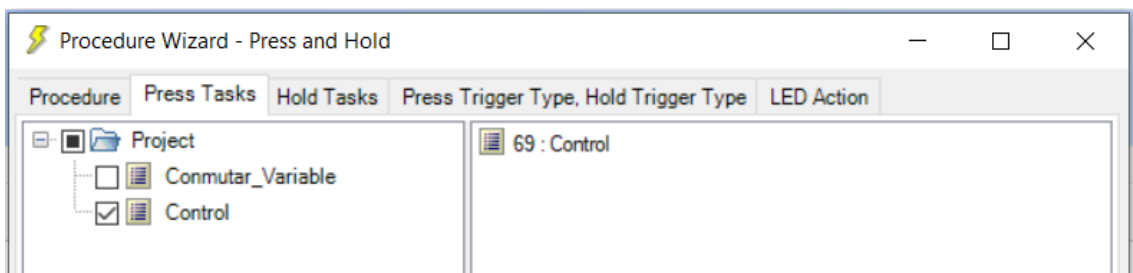 Procedure Wizard - Press and Hold
Procedure Press Tasks Hold Tasks Press Trigger Type, Hold Trigger Type LED Action
Project
69 : Control
Conmutar_Variable
Control